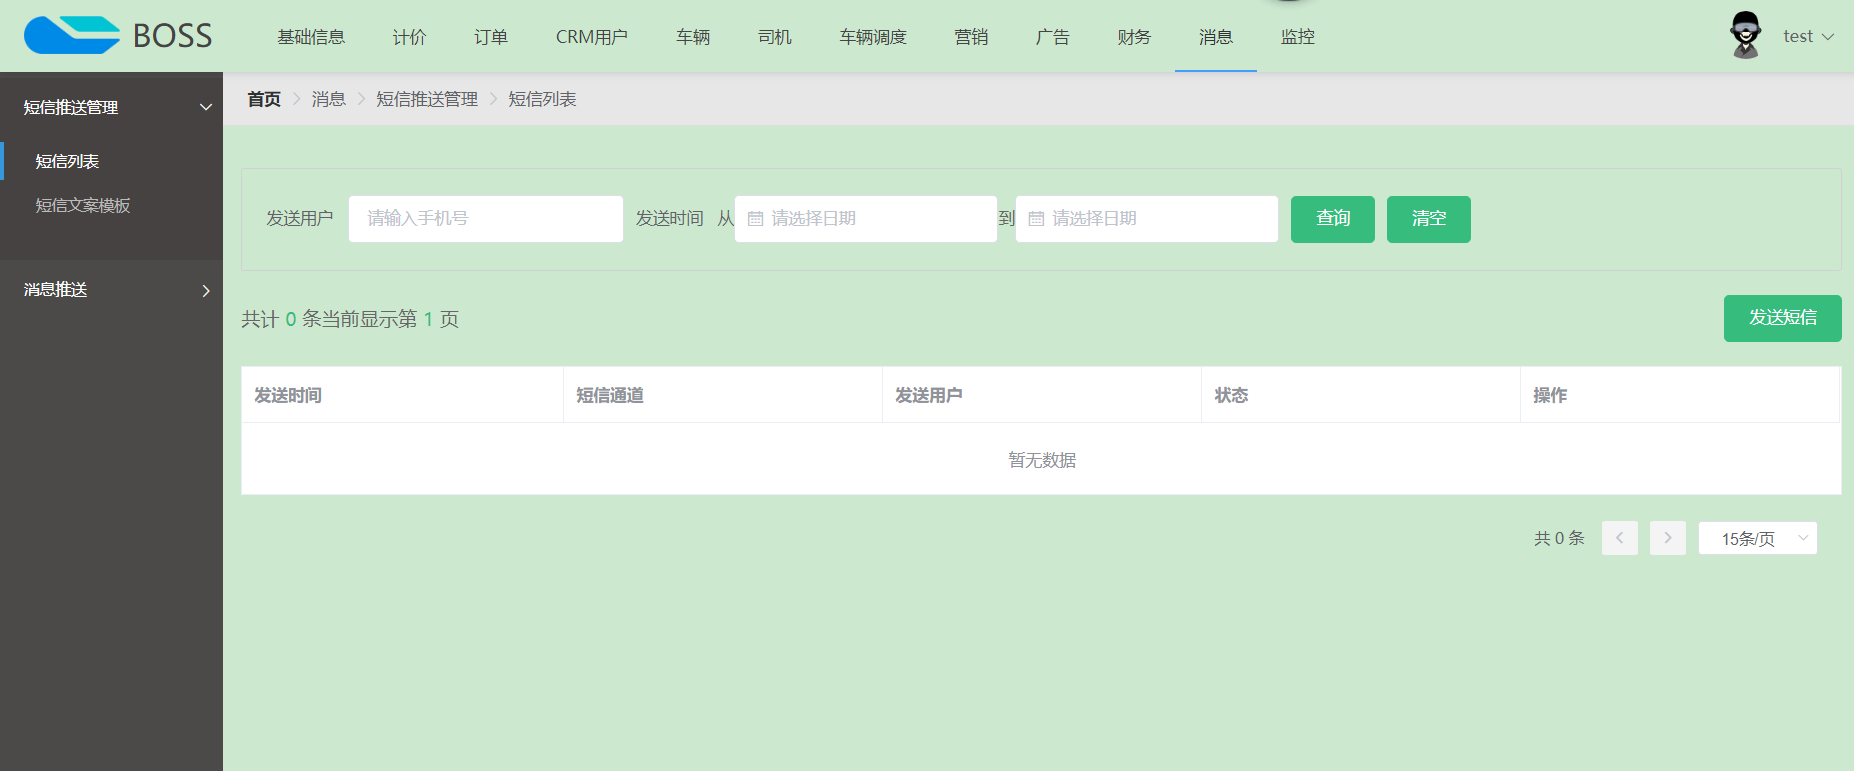 BOSS 基础信息 计价 订单 CRM用户 车辆 司机 车辆调度 营销 广告 财务 消息 监控 test
短信推送管理
短信列表
短信文案模板
消息推送
首页 消息 短信推送管理 短信列表
发送用户 请输入手机号 发送时间 从 请选择日期 到 请选择日期 查询 清空
共计 0 条当前显示第 1 页 发送短信
发送时间 短信通道 发送用户 状态 操作
暂无数据
共 0 条 15条/页